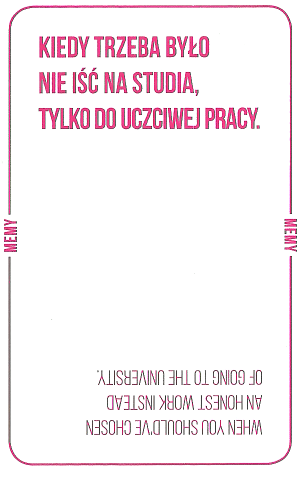 KIEDY TRZEBA BYŁO
NIE IŚĆ NA STUDIA,
TYLKO DO UCZCIWEJ PRACY.
MEMY
MEMY
WHEN YOU SHOULD'VE CHOSEN
AN HONEST WORK INSTEAD
OF GOING TO THE UNIVERSITY.